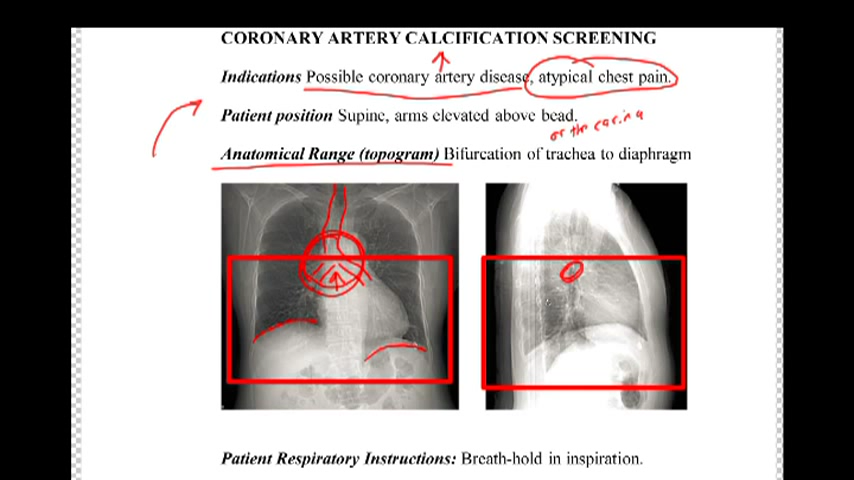 CORONARY ARTERY CALCIFICATION SCREENING
Indications Possible coronary artery disease, atypical chest pain.
Patient position Supine, arms elevated above bead.
or the carina
Anatomical Range (topogram) Bifurcation of trachea to diaphragm
Patient Respiratory Instructions: Breath-hold in inspiration.